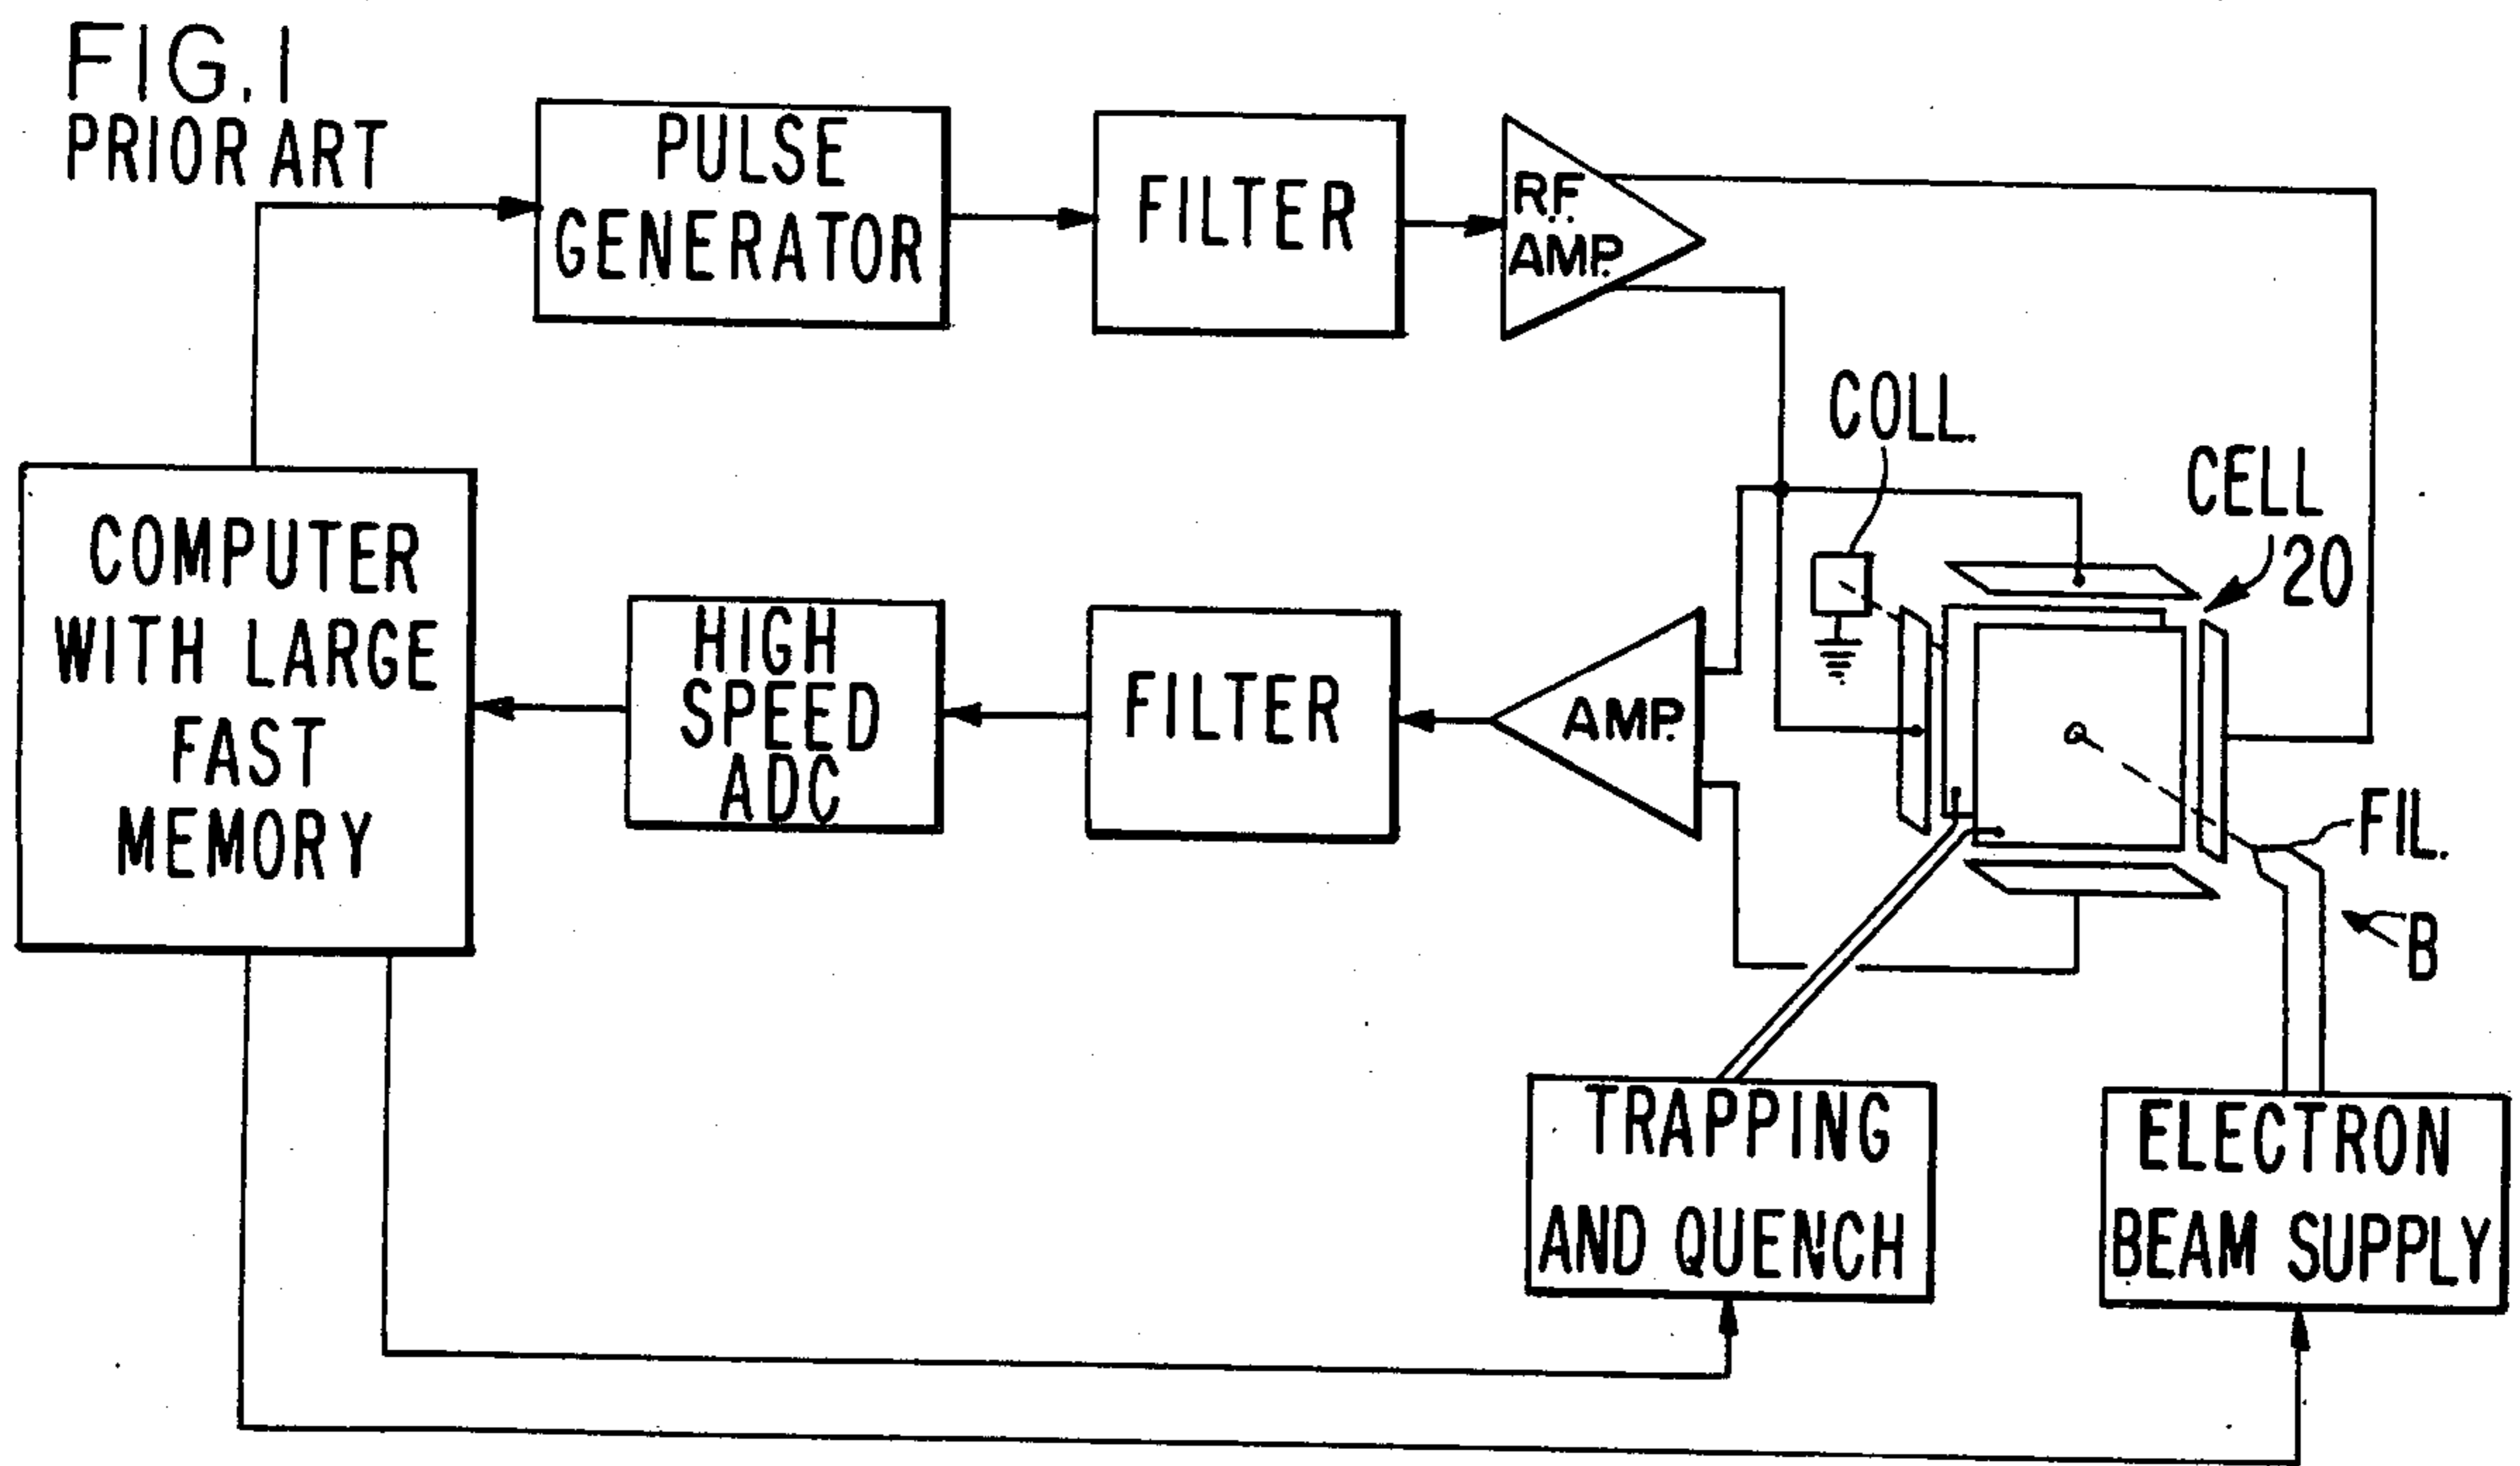 FIG. 1
PRIOR ART
PULSE
GENERATOR
FILTER
R.F.
AMP.
COLL.
CELL
20
COMPUTER
WITH LARGE
FAST
MEMORY
HIGH
SPEED
ADC
FILTER
AMP.
FIL.
B
TRAPPING
AND QUENCH
ELECTRON
BEAM SUPPLY